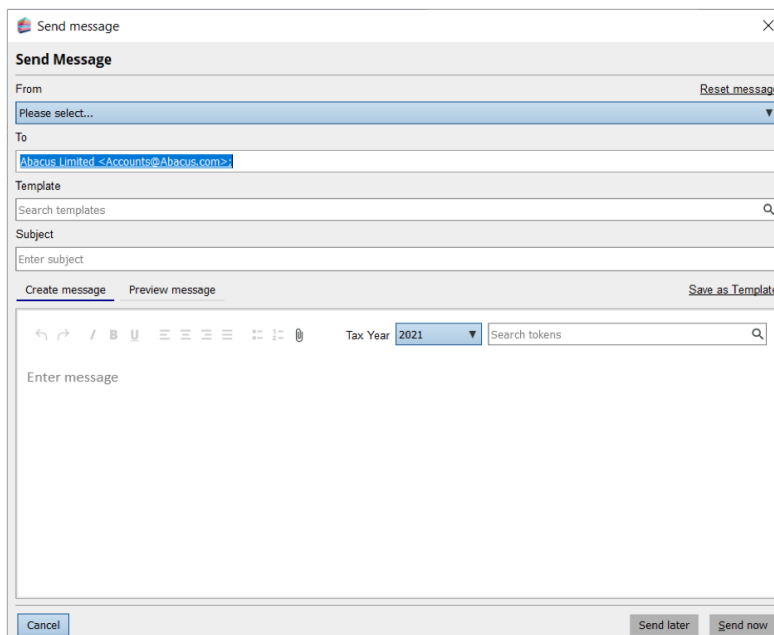 Send message
Send Message
From Reset message
Please select...
To
Abacus Limited <Accounts@Abacus.com>;
Template
Search templates
Subject
Enter subject
Create message Preview message Save as Template
I B U Tax Year 2021 Search tokens
Enter message
Cancel Send later Send now